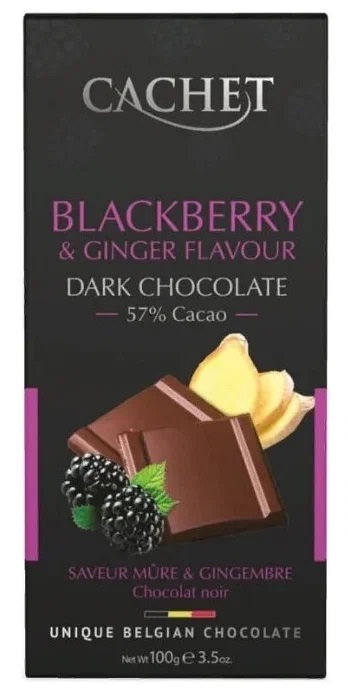 CACHET
BLACKBERRY
& GINGER FLAVOUR
DARK CHOCOLATE
57% Cacao
SAVEUR MÛRE & GINGEMBRE
Chocolat noir
UNIQUE BELGIAN CHOCOLATE
Net Wt 100g ℮ 3.5oz.